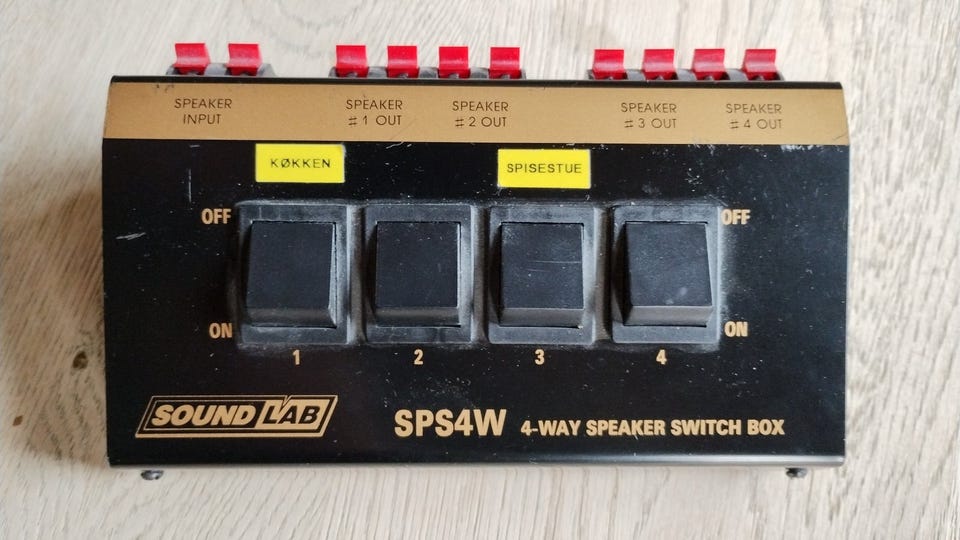 SPEAKER
INPUT
SPEAKER
#1 OUT
SPEAKER
#2 OUT
SPEAKER
#3 OUT
SPEAKER
#4 OUT
KØKKEN
SPISESTUE
OFF
OFF
ON
ON
1 2 3 4
SOUND LAB
SPS4W 4-WAY SPEAKER SWITCH BOX